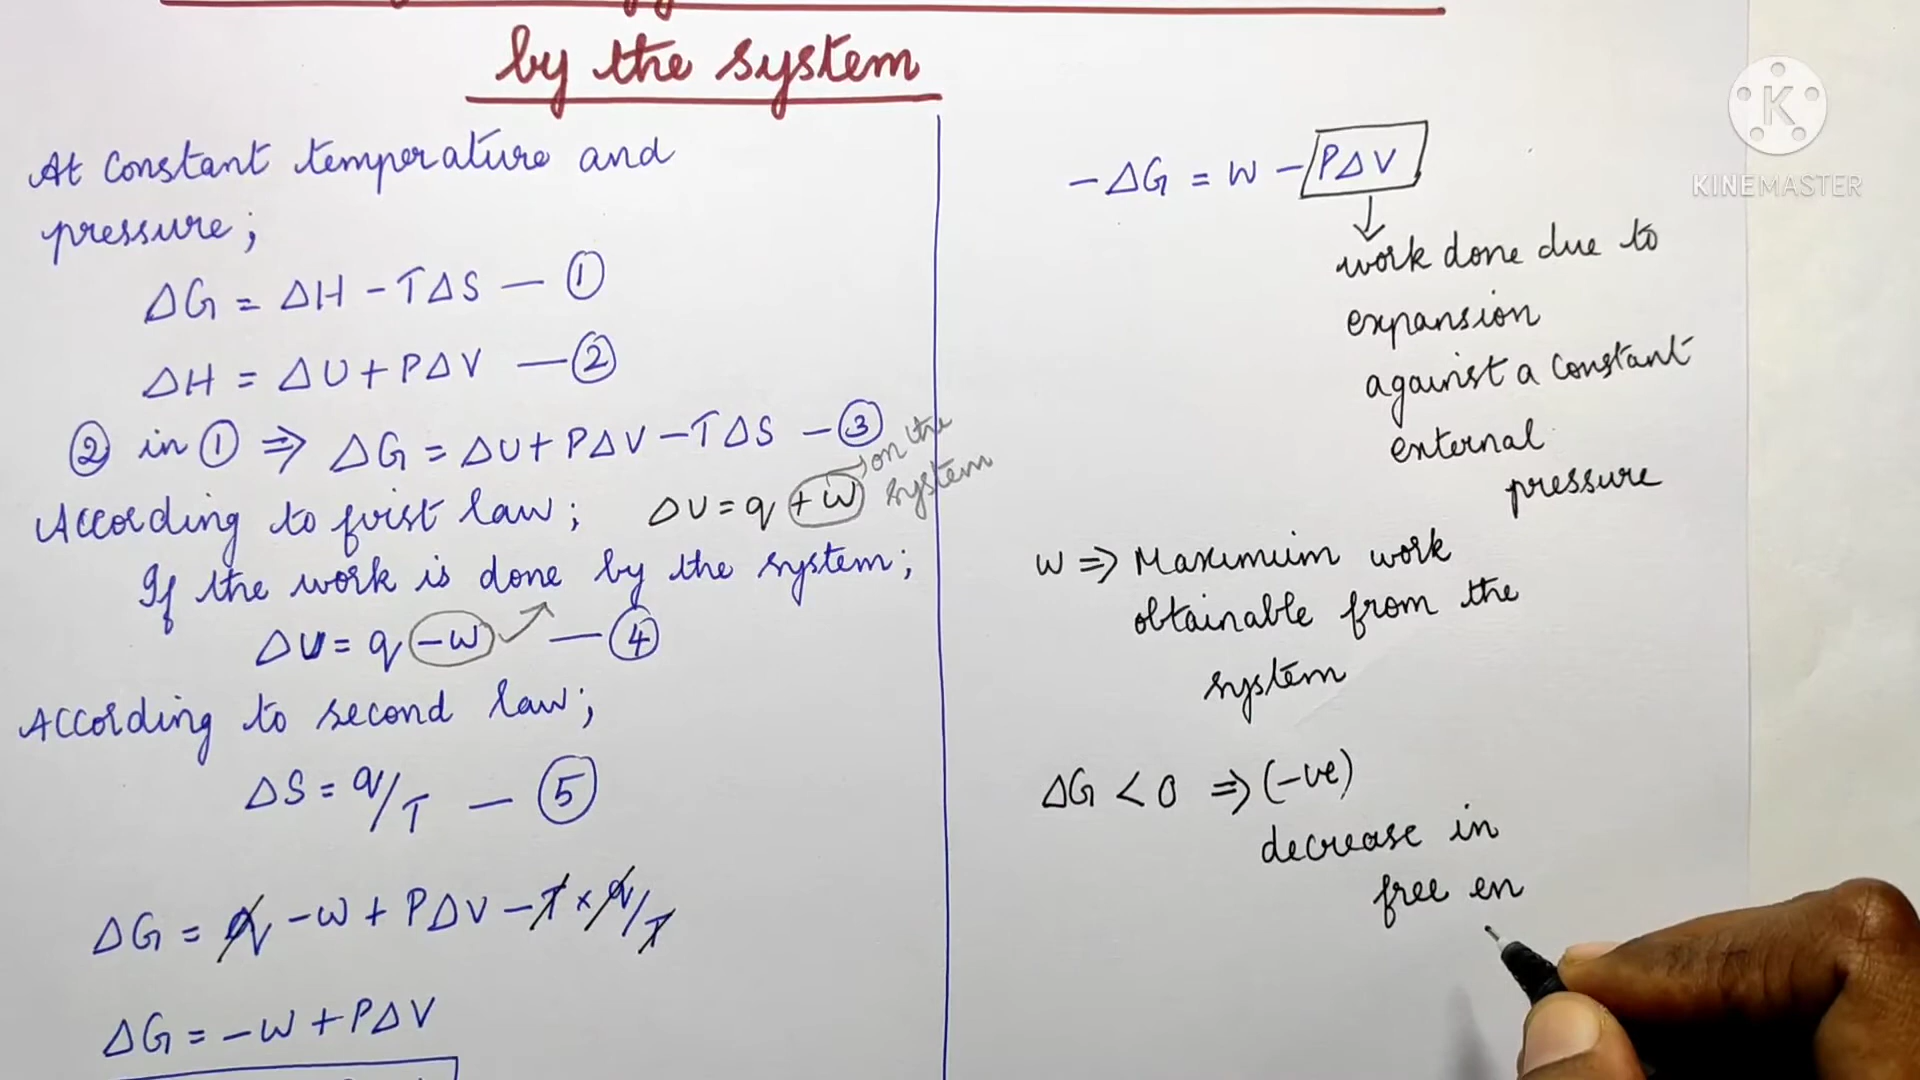 by the system
At constant temperature and
pressure;
ΔG = ΔH - TΔS — ①
ΔH = ΔU + PΔV — ②
② in ① ⇒ ΔG = ΔU + PΔV - TΔS - ③
According to first law; ΔU = q + w → on the system
If the work is done by the system;
ΔU = q - w — ④
According to second law;
ΔS = q/T — ⑤
ΔG = q - w + PΔV - T × q/T
ΔG = -w + PΔV
-ΔG = w - PΔV
work done due to
expansion
against a constant
external
pressure
w ⇒ Maximum work
obtainable from the
system
ΔG < 0 ⇒ (-ve)
decrease in
free en
KINEMASTER